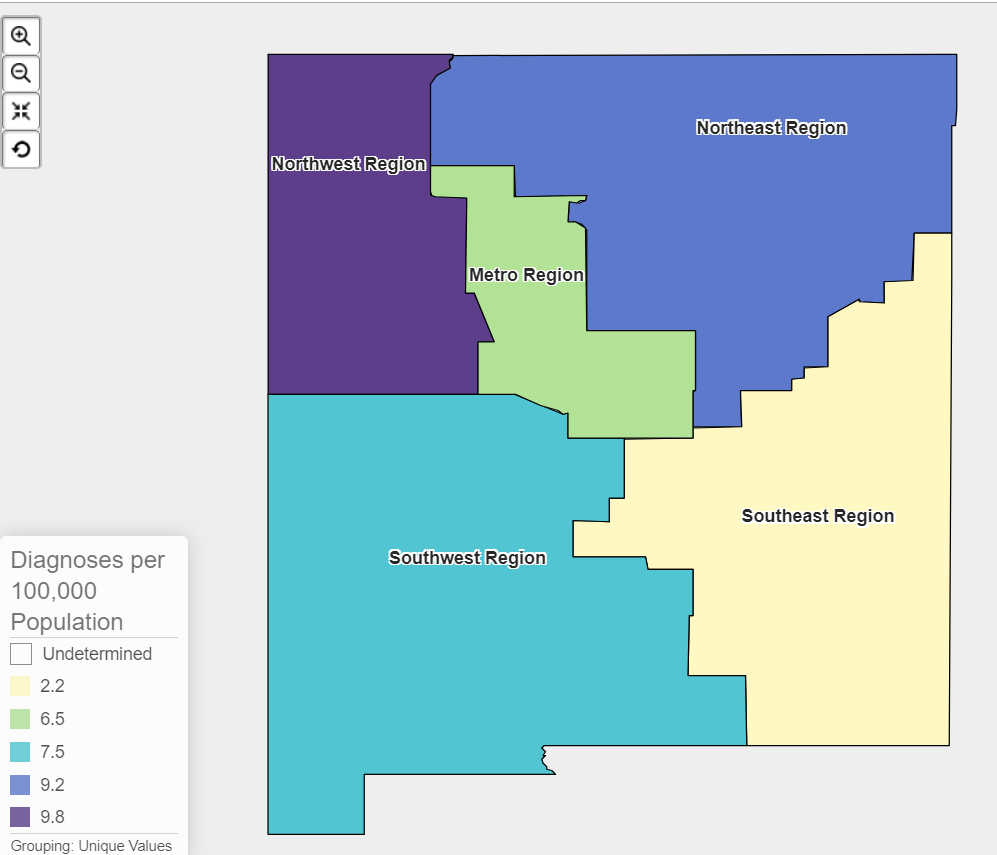 Northeast Region
Northwest Region
Metro Region
Southeast Region
Southwest Region
Diagnoses per
100,000
Population
Undetermined
2.2
6.5
7.5
9.2
9.8
Grouping: Unique Values